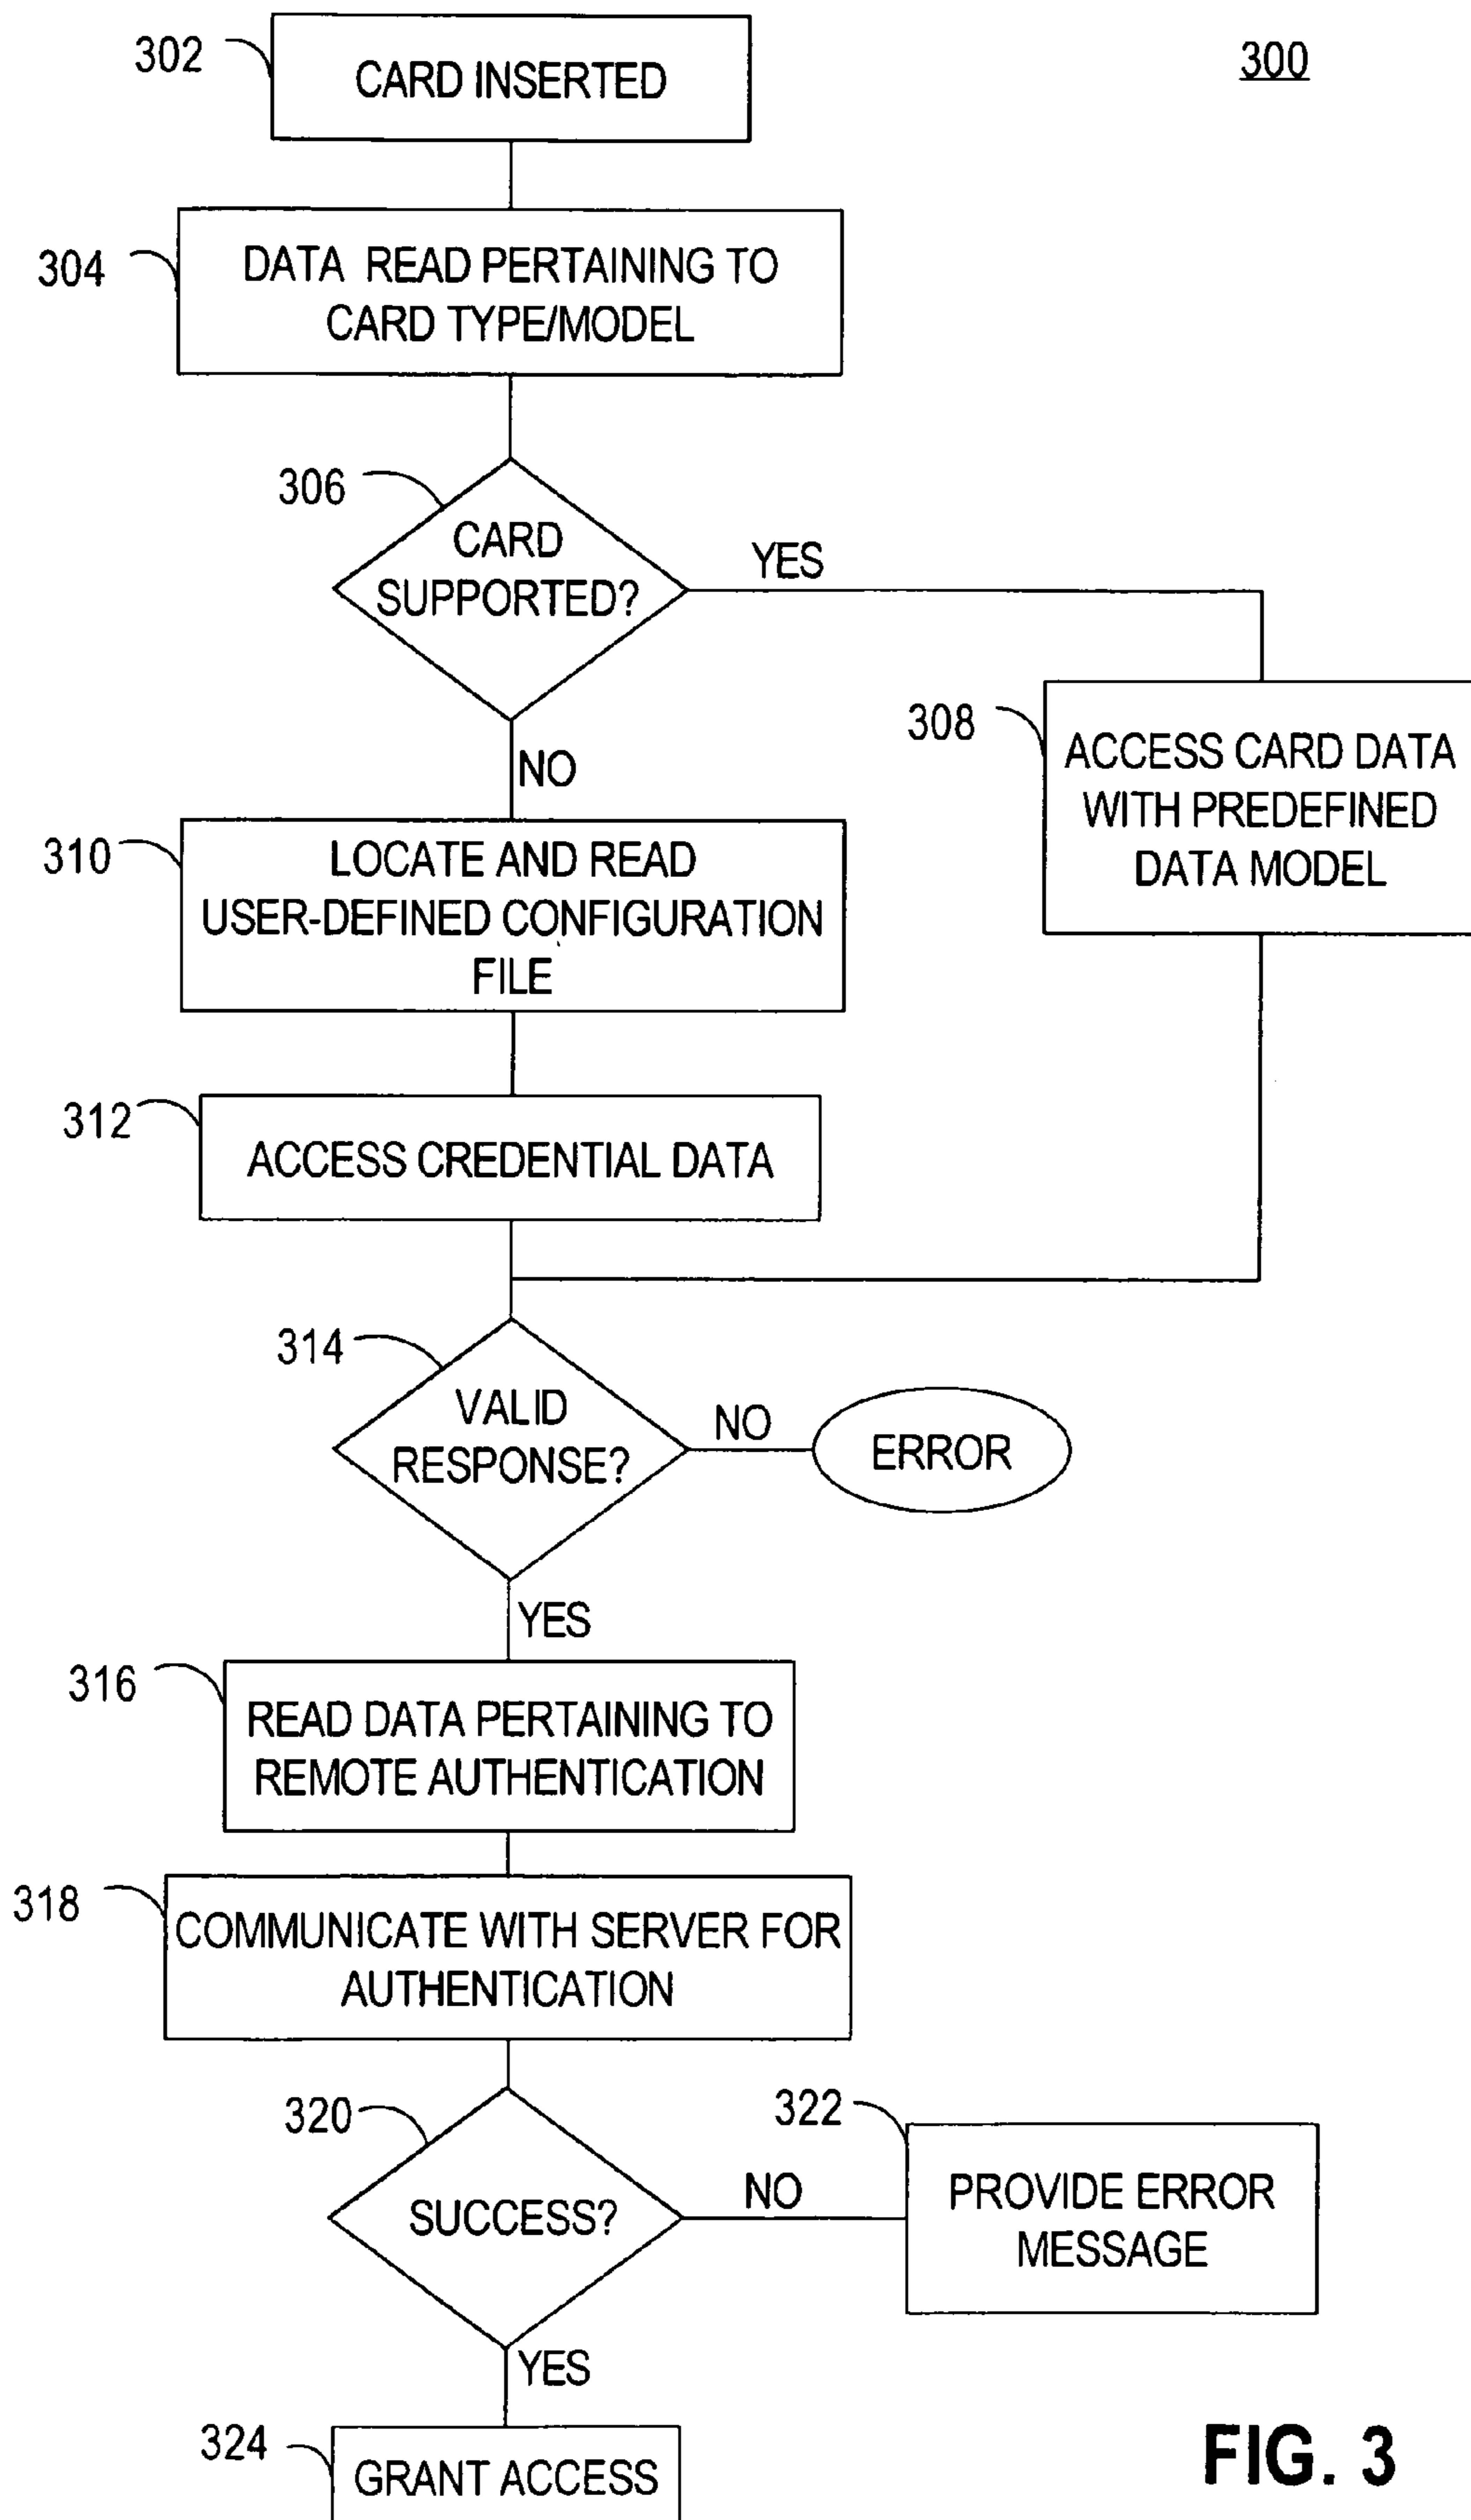 302
CARD INSERTED
300
304
DATA READ PERTAINING TO
CARD TYPE/MODEL
306
CARD
SUPPORTED?
YES
308
ACCESS CARD DATA
WITH PREDEFINED
DATA MODEL
NO
310
LOCATE AND READ
USER-DEFINED CONFIGURATION
FILE
312
ACCESS CREDENTIAL DATA
314
VALID
RESPONSE?
NO
ERROR
YES
316
READ DATA PERTAINING TO
REMOTE AUTHENTICATION
318
COMMUNICATE WITH SERVER FOR
AUTHENTICATION
320
SUCCESS?
NO
322
PROVIDE ERROR
MESSAGE
YES
324
GRANT ACCESS
FIG. 3